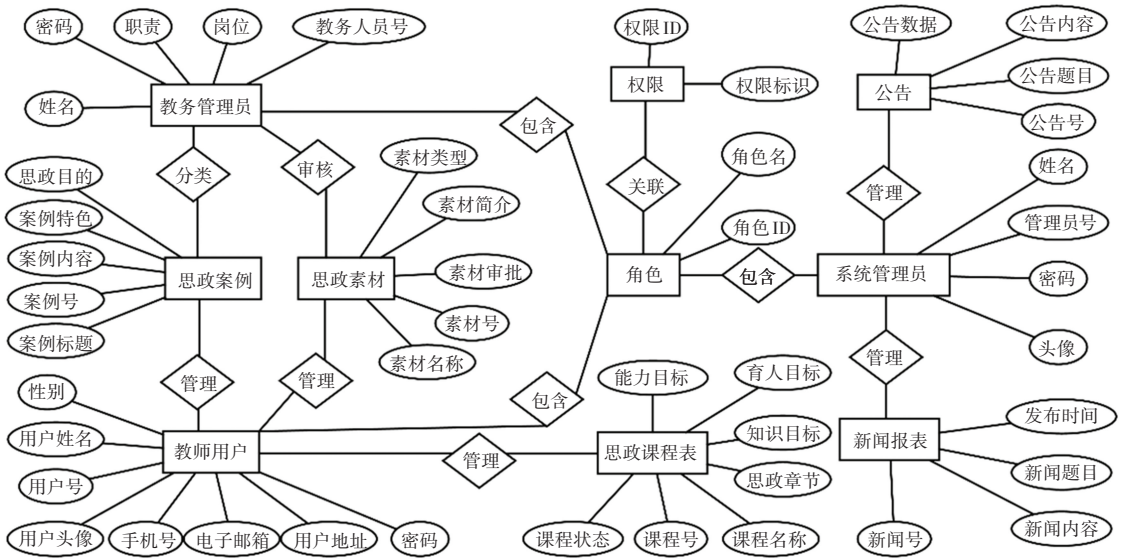 密码
职责
岗位
教务人员号
姓名
教务管理员
包含
分类
审核
思政目的
案例特色
案例内容
案例号
案例标题
思政案例
素材类型
素材简介
素材审批
素材号
素材名称
思政素材
管理
管理
权限ID
权限
权限标识
关联
角色名
角色ID
角色
包含
公告数据
公告内容
公告题目
公告号
公告
管理
姓名
管理员号
密码
头像
系统管理员
管理
性别
用户姓名
用户号
用户头像
手机号
电子邮箱
用户地址
密码
教师用户
包含
管理
能力目标
育人目标
知识目标
思政章节
思政课程表
课程状态
课程号
课程名称
新闻报表
发布时间
新闻题目
新闻内容
新闻号